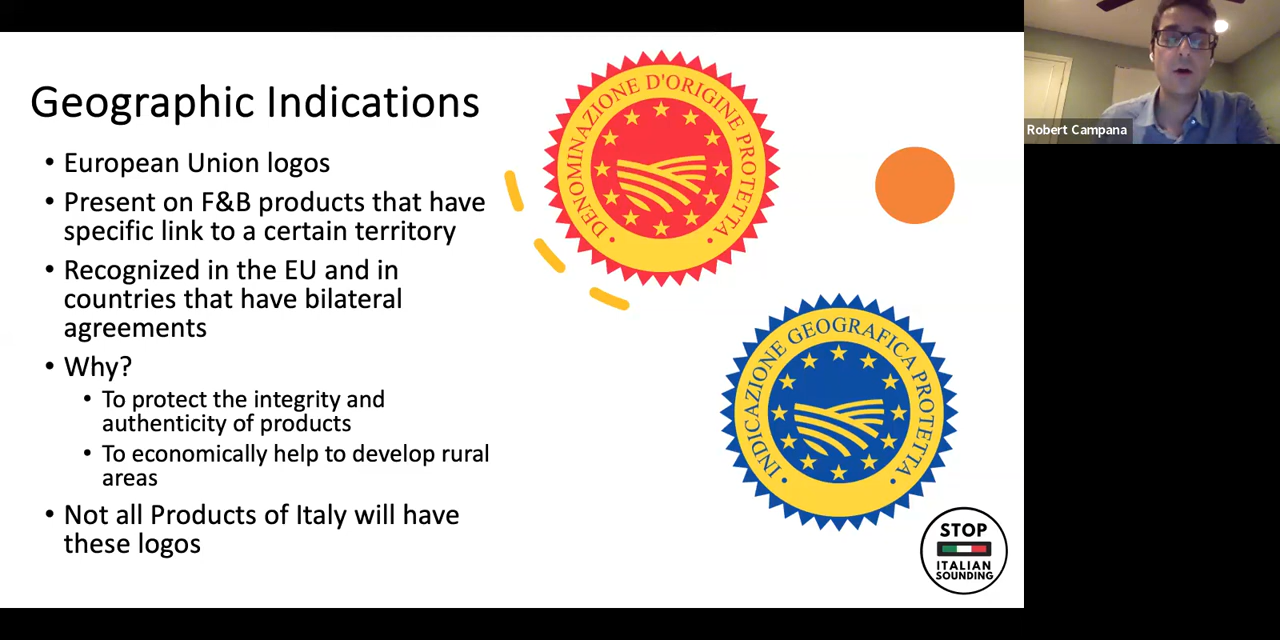 Geographic Indications
• European Union logos
• Present on F&B products that have
specific link to a certain territory
• Recognized in the EU and in
countries that have bilateral
agreements
• Why?
• To protect the integrity and
authenticity of products
• To economically help to develop rural
areas
• Not all Products of Italy will have
these logos
• DENOMINAZIONE D'ORIGINE PROTETTA •
• INDICAZIONE GEOGRAFICA PROTETTA •
STOP
ITALIAN
SOUNDING
Robert Campana